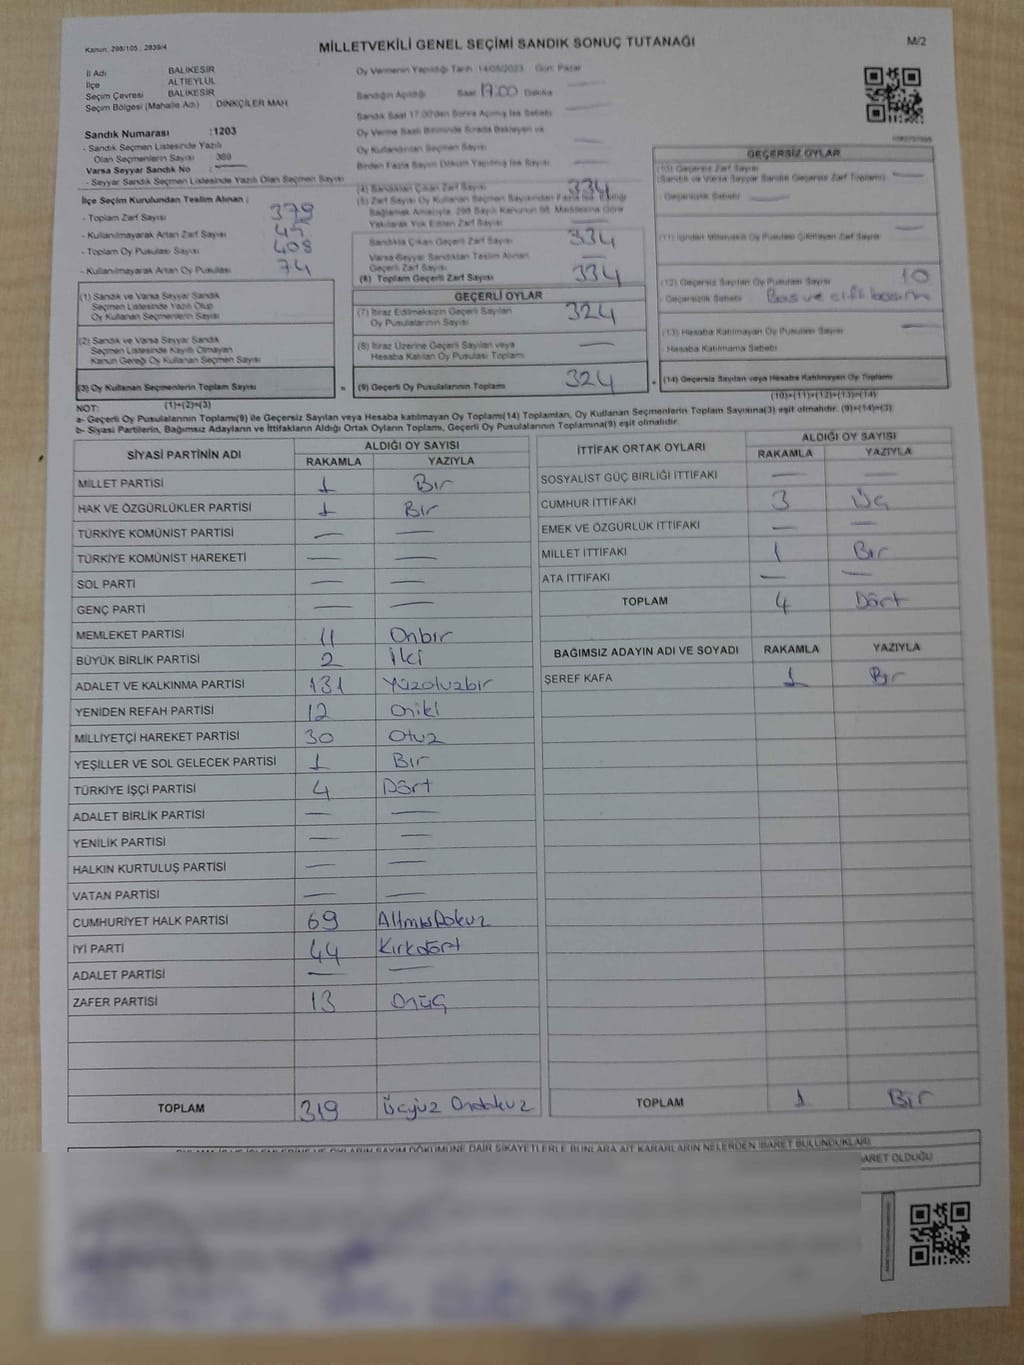 Kanun: 298/105, 2839/4
MİLLETVEKİLİ GENEL SEÇİMİ SANDIK SONUÇ TUTANAĞI
M/2
İl Adı BALIKESİR
İlçe ALTIEYLÜL
Seçim Çevresi BALIKESİR
Seçim Bölgesi (Mahalle Adı) : DİNKÇİLER MAH.
Sandık Numarası : 1203
- Sandık Seçmen Listesinde Yazılı
Olan Seçmenlerin Sayısı 369
Varsa Seyyar Sandık No
- Seyyar Sandık Seçmen Listesinde Yazılı Olan Seçmen Sayısı
İlçe Seçim Kurulundan Teslim Alınan ;
- Toplam Zarf Sayısı 379
- Kullanılmayarak Artan Zarf Sayısı 45
- Toplam Oy Pusulası Sayısı 408
- Kullanılmayarak Artan Oy Pusulası 74
(1) Sandık ve Varsa Seyyar Sandık
Seçmen Listesinde Yazılı Olup
Oy Kullanan Seçmenlerin Sayısı
(2) Sandık ve Varsa Seyyar Sandık
Seçmen Listesinde Kayıtlı Olmayan
Kanun Gereği Oy Kullanan Seçmen Sayısı
(3) Oy Kullanan Seçmenlerin Toplam Sayısı
(1)+(2)=(3)
Oy Vermenin Yapıldığı Tarih : 14/05/2023 Gün: Pazar
Sandığın Açıldığı Saat 17.00 Dakika
Sandık Saat 17:00'den Sonra Açılmış İse Sebebi
Oy Verme Saati Bitiminde Sırada Bekleyen ve
Oy Kullandırılan Seçmen Sayısı
Birden Fazla Sayım Döküm Yapılmış İse Sayısı
(4) Sandıktan Çıkan Zarf Sayısı 334
(5) Zarf Sayısı Oy Kullanan Seçmen Sayısından Fazla İse, Eşitliği
Bağlamak Amacıyla, 298 Sayılı Kanunun 98. Maddesine Göre
Yakılarak Yok Edilen Zarf Sayısı
Sandıkta Çıkan Geçerli Zarf Sayısı 334
Varsa Seyyar Sandıktan Teslim Alınan
Geçerli Zarf Sayısı
(6) Toplam Geçerli Zarf Sayısı 334
GEÇERLİ OYLAR
(7) İtiraz Edilmeksizin Geçerli Sayılan
Oy Pusulalarının Sayısı 324
(8) İtiraz Üzerine Geçerli Sayılan veya
Hesaba Katılan Oy Pusulası Toplamı
= (9) Geçerli Oy Pusulalarının Toplamı 324 +
GEÇERSİZ OYLAR
(10) Geçersiz Zarf Sayısı
(Sandık ve Varsa Seyyar Sandık Geçersiz Zarf Toplamı)
- Geçersizlik Sebebi
(11) İçinden Milletvekili Oy Pusulası Çıkmayan Zarf Sayısı
(12) Geçersiz Sayılan Oy Pusulası Sayısı 10
- Geçersizlik Sebebi Boş ve çift basım
(13) Hesaba Katılmayan Oy Pusulası Sayısı
- Hesaba Katılmama Sebebi
(14) Geçersiz Sayılan veya Hesaba Katılmayan Oy Toplamı
(10)+(11)+(12)+(13)=(14)
NOT:
a- Geçerli Oy Pusulalarının Toplamı(9) ile Geçersiz Sayılan veya Hesaba katılmayan Oy Toplamı(14) Toplamları, Oy Kullanan Seçmenlerin Toplam Sayısına(3) eşit olmalıdır. (9)+(14)=(3)
b- Siyasi Partilerin, Bağımsız Adayların ve İttifakların Aldığı Ortak Oyların Toplamı, Geçerli Oy Pusulalarının Toplamına(9) eşit olmalıdır.
SİYASİ PARTİNİN ADI ALDIĞI OY SAYISI
RAKAMLA YAZIYLA
MİLLET PARTİSİ 1 Bir
HAK VE ÖZGÜRLÜKLER PARTİSİ 1 Bir
TÜRKİYE KOMÜNİST PARTİSİ — —
TÜRKİYE KOMÜNİST HAREKETİ — —
SOL PARTİ — —
GENÇ PARTİ — —
MEMLEKET PARTİSİ 11 Onbir
BÜYÜK BİRLİK PARTİSİ 2 İki
ADALET VE KALKINMA PARTİSİ 131 Yüzotuzbir
YENİDEN REFAH PARTİSİ 12 Oniki
MİLLİYETÇİ HAREKET PARTİSİ 30 Otuz
YEŞİLLER VE SOL GELECEK PARTİSİ 1 Bir
TÜRKİYE İŞÇİ PARTİSİ 4 Dört
ADALET BİRLİK PARTİSİ — —
YENİLİK PARTİSİ — —
HALKIN KURTULUŞ PARTİSİ — —
VATAN PARTİSİ — —
CUMHURİYET HALK PARTİSİ 69 Altmışdokuz
İYİ PARTİ 44 Kırkdört
ADALET PARTİSİ — —
ZAFER PARTİSİ 13 Onüç
TOPLAM 319 Üçyüz Ondokuz
İTTİFAK ORTAK OYLARI ALDIĞI OY SAYISI
RAKAMLA YAZIYLA
SOSYALİST GÜÇ BİRLİĞİ İTTİFAKI — —
CUMHUR İTTİFAKI 3 Üç
EMEK VE ÖZGÜRLÜK İTTİFAKI — —
MİLLET İTTİFAKI 1 Bir
ATA İTTİFAKI — —
TOPLAM 4 Dört
BAĞIMSIZ ADAYIN ADI VE SOYADI RAKAMLA YAZIYLA
ŞEREF KAFA 1 Bir
TOPLAM 1 Bir
DÖKÜMÜNE DAİR ŞİKAYETLERLE BUNLARA AİT KARARLARIN NELERDEN İBARET BULUNDUKLARI
OLDUĞU